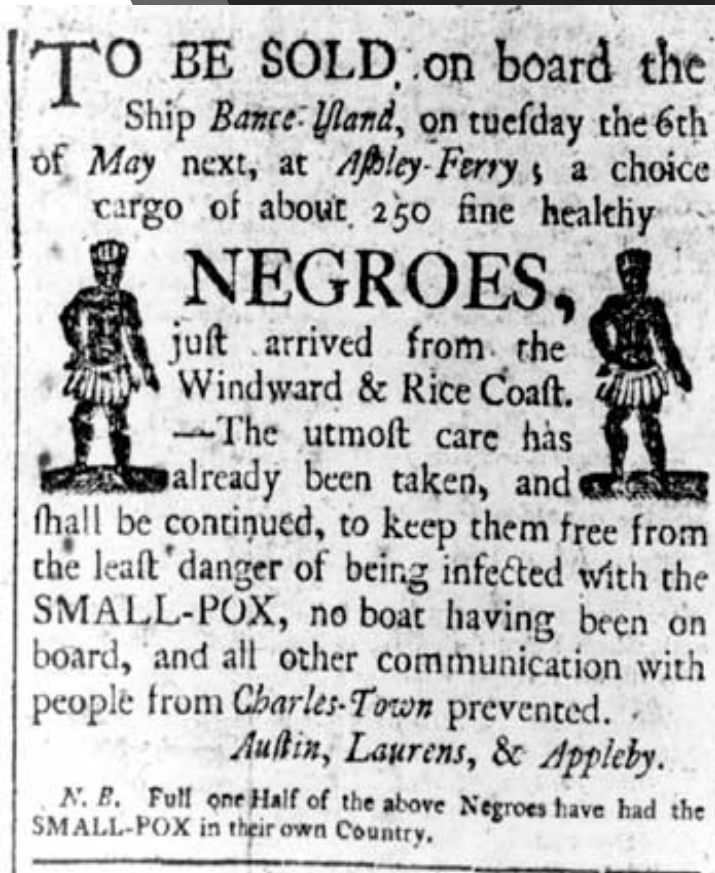 TO BE SOLD, on board the
Ship Bance-Yland, on tueſday the 6th
of May next, at Aſhley-Ferry; a choice
cargo of about 250 fine healthy
NEGROES,
juſt arrived from the
Windward & Rice Coaſt.
—The utmoſt care has
already been taken, and
ſhall be continued, to keep them free from
the leaſt danger of being infected with the
SMALL-POX, no boat having been on
board, and all other communication with
people from Charles-Town prevented.
Auſtin, Laurens, & Appleby.
N. B. Full one Half of the above Negroes have had the
SMALL-POX in their own Country.